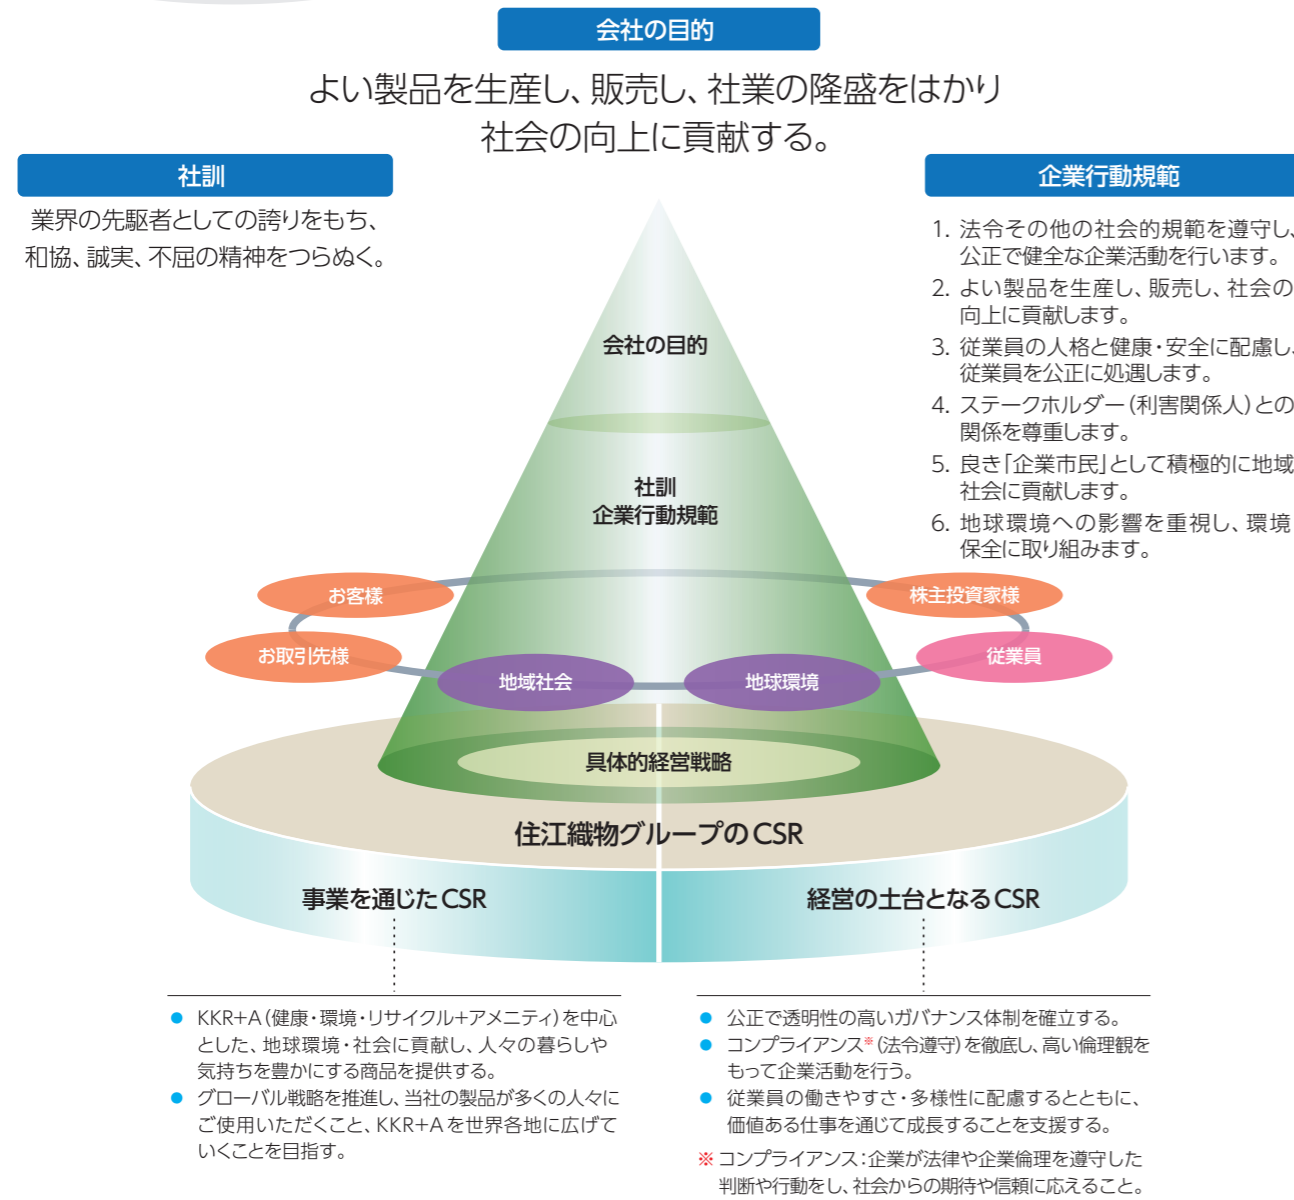 会社の目的
よい製品を生産し、販売し、社業の隆盛をはかり
社会の向上に貢献する。
社訓
業界の先駆者としての誇りをもち、
和協、誠実、不屈の精神をつらぬく。
企業行動規範
1. 法令その他の社会的規範を遵守し、
公正で健全な企業活動を行います。
2. よい製品を生産し、販売し、社会の
向上に貢献します。
3. 従業員の人格と健康・安全に配慮し、
従業員を公正に処遇します。
4. ステークホルダー（利害関係人）との
関係を尊重します。
5. 良き「企業市民」として積極的に地域
社会に貢献します。
6. 地球環境への影響を重視し、環境
保全に取り組みます。
会社の目的
社訓
企業行動規範
お客様
株主投資家様
お取引先様
従業員
地域社会
地球環境
具体的経営戦略
住江織物グループのCSR
事業を通じたCSR
経営の土台となるCSR
● KKR+A（健康・環境・リサイクル+アメニティ）を中心
とした、地球環境・社会に貢献し、人々の暮らしや
気持ちを豊かにする商品を提供する。
● グローバル戦略を推進し、当社の製品が多くの人々に
ご使用いただくこと、KKR+Aを世界各地に広げて
いくことを目指す。
● 公正で透明性の高いガバナンス体制を確立する。
● コンプライアンス※（法令遵守）を徹底し、高い倫理観を
もって企業活動を行う。
● 従業員の働きやすさ・多様性に配慮するとともに、
価値ある仕事を通じて成長することを支援する。
※コンプライアンス：企業が法律や企業倫理を遵守した
判断や行動をし、社会からの期待や信頼に応えること。